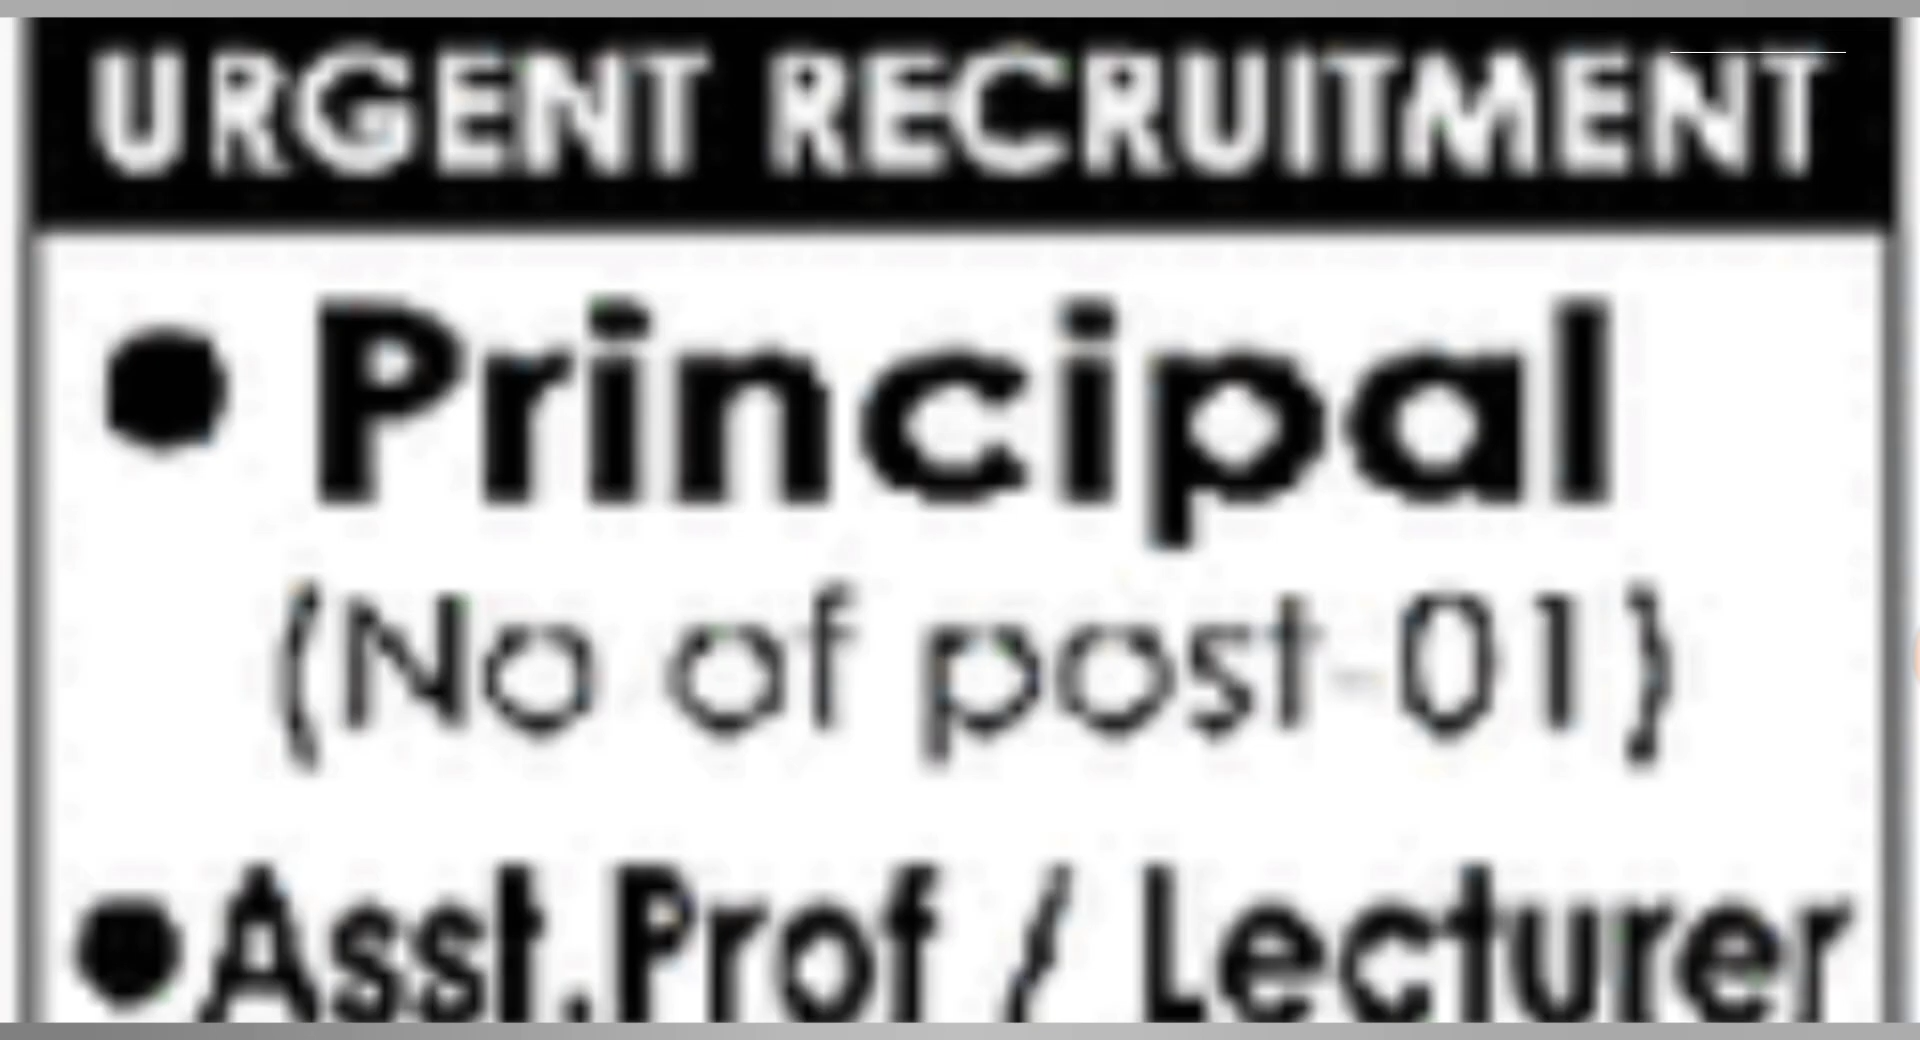 URGENT RECRUITMENT
• Principal
(No of post-01)
•Asst.Prof / Lecturer